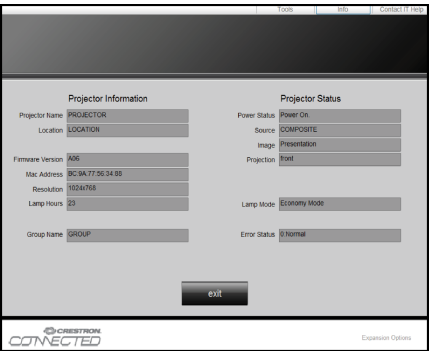 Tools Info Contact IT Help
Projector Information
Projector Name PROJECTOR
Location LOCATION
Firmware Version A06
Mac Address BC:9A:77:56:34:BB
Resolution 1024x768
Lamp Hours 23
Group Name GROUP
Projector Status
Power Status Power On.
Source COMPOSITE
Image Presentation
Projection front
Lamp Mode Economy Mode
Error Status 0:Normal
exit
CRESTRON
CONNECTED
Expansion Options